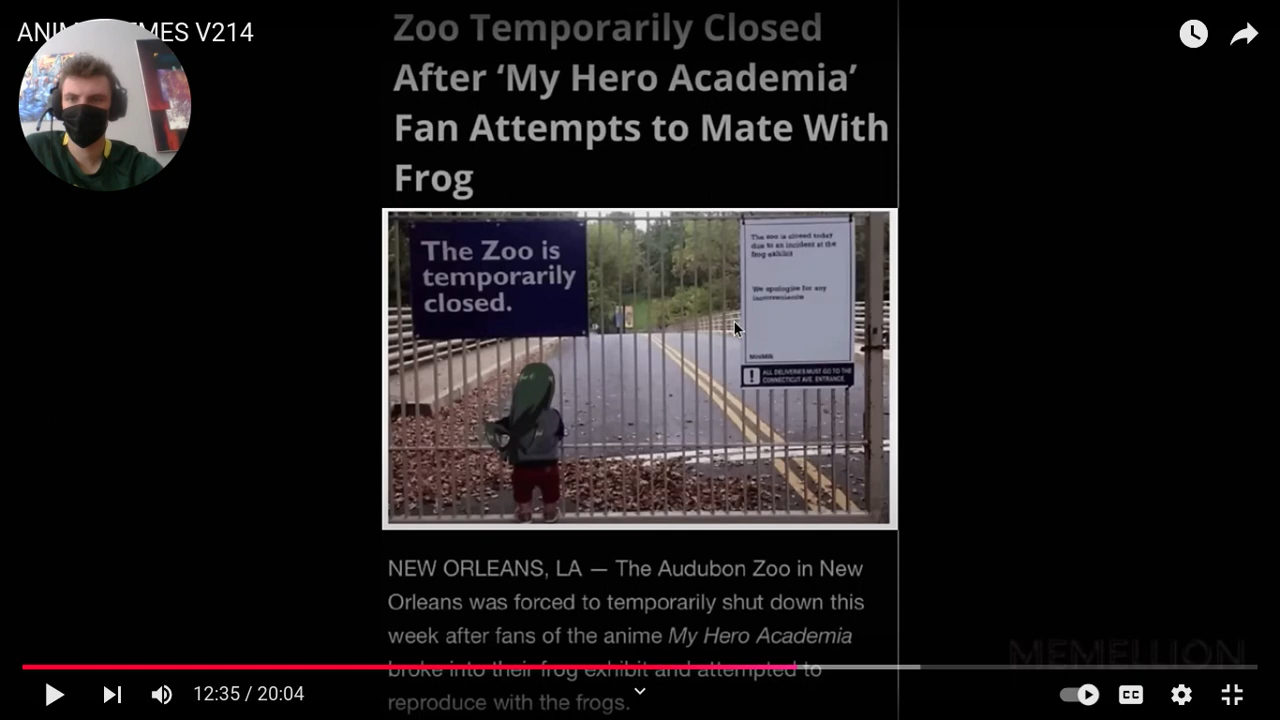 ANIME MEMES V214
Zoo Temporarily Closed
After ‘My Hero Academia’
Fan Attempts to Mate With
Frog
The Zoo is
temporarily
closed.
The zoo is closed today
due to an incident at the
frog exhibit
We apologise for any
inconvenience
MrsMilk
! ALL DELIVERIES MUST GO TO THE
CONNECTICUT AVE. ENTRANCE.
NEW ORLEANS, LA — The Audubon Zoo in New
Orleans was forced to temporarily shut down this
week after fans of the anime My Hero Academia
broke into their frog exhibit and attempted to
reproduce with the frogs.
MEMELLION
12:35 / 20:04
CC